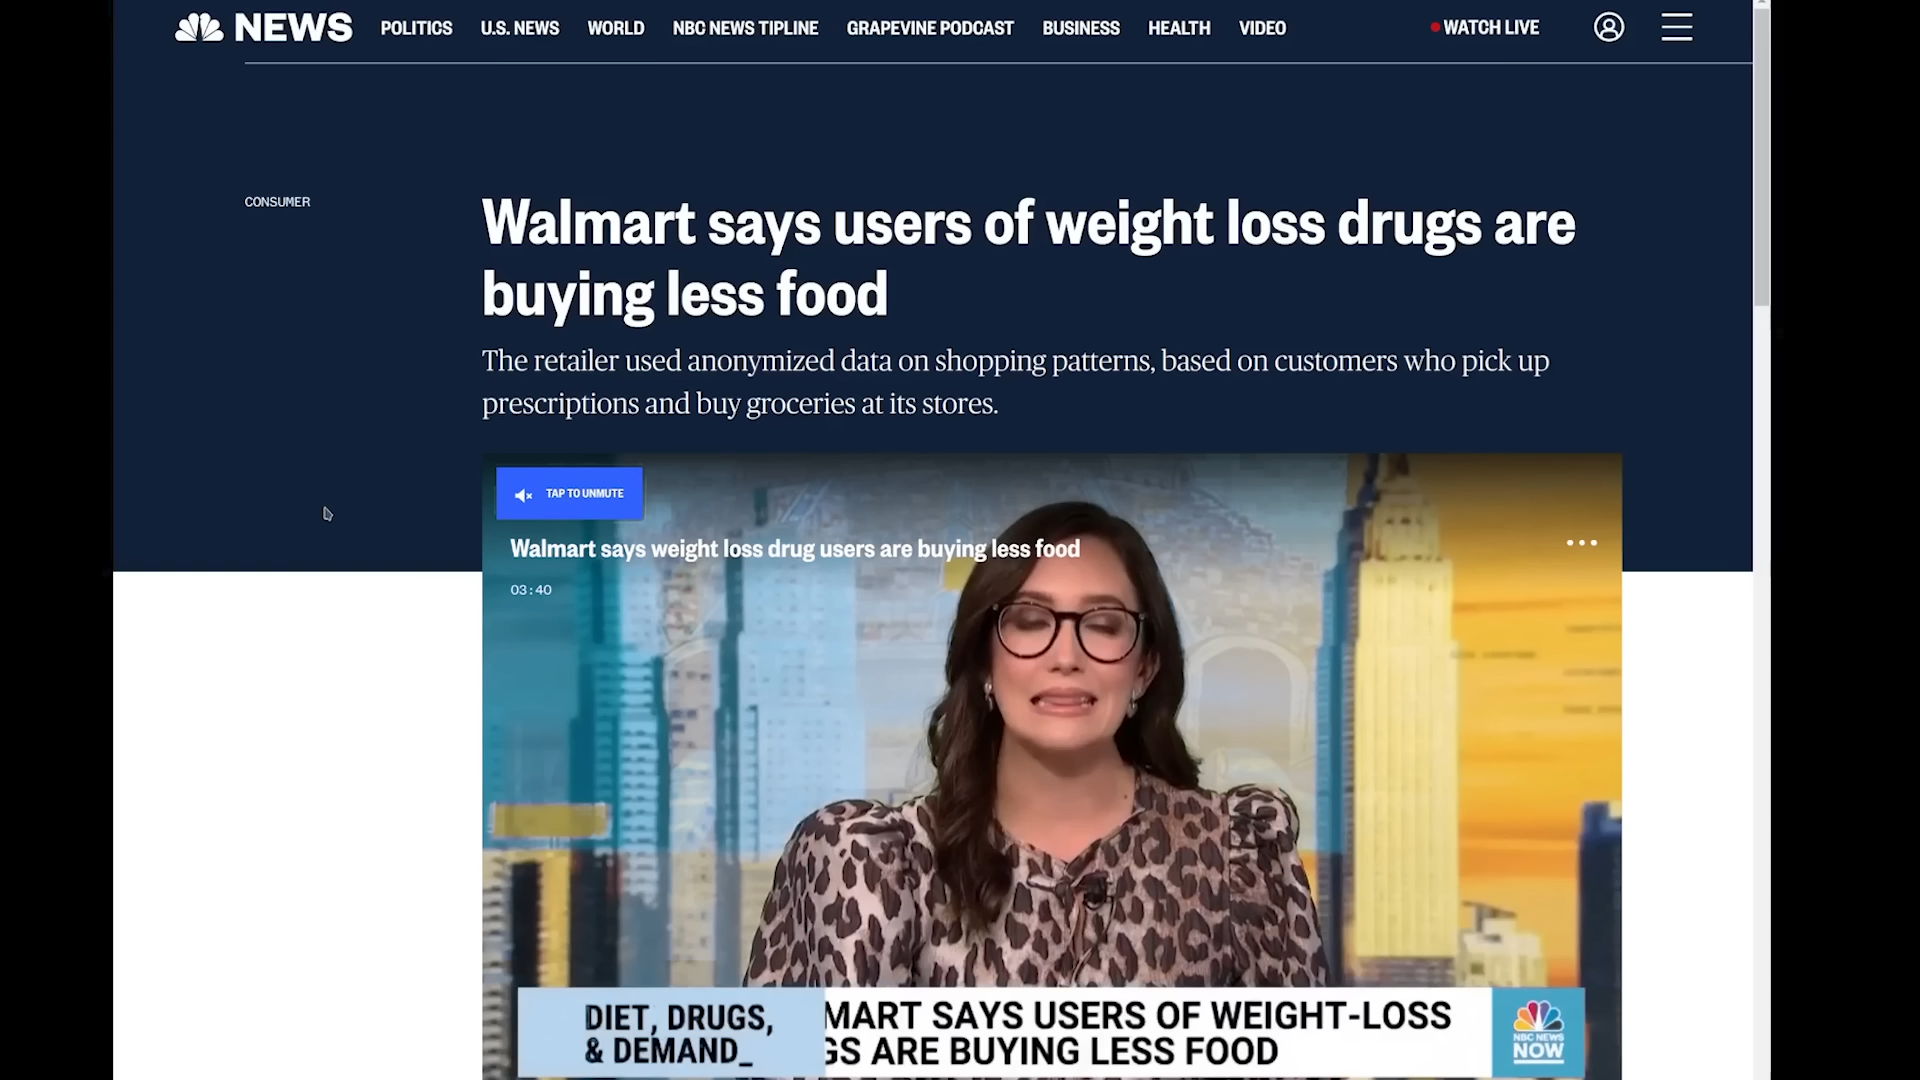 NEWS
POLITICS
U.S. NEWS
WORLD
NBC NEWS TIPLINE
GRAPEVINE PODCAST
BUSINESS
HEALTH
VIDEO
WATCH LIVE
CONSUMER
Walmart says users of weight loss drugs are
buying less food
The retailer used anonymized data on shopping patterns, based on customers who pick up
prescriptions and buy groceries at its stores.
TAP TO UNMUTE
Walmart says weight loss drug users are buying less food
03:40
DIET, DRUGS,
& DEMAND_
MART SAYS USERS OF WEIGHT-LOSS
GS ARE BUYING LESS FOOD
NBC NEWS
NOW